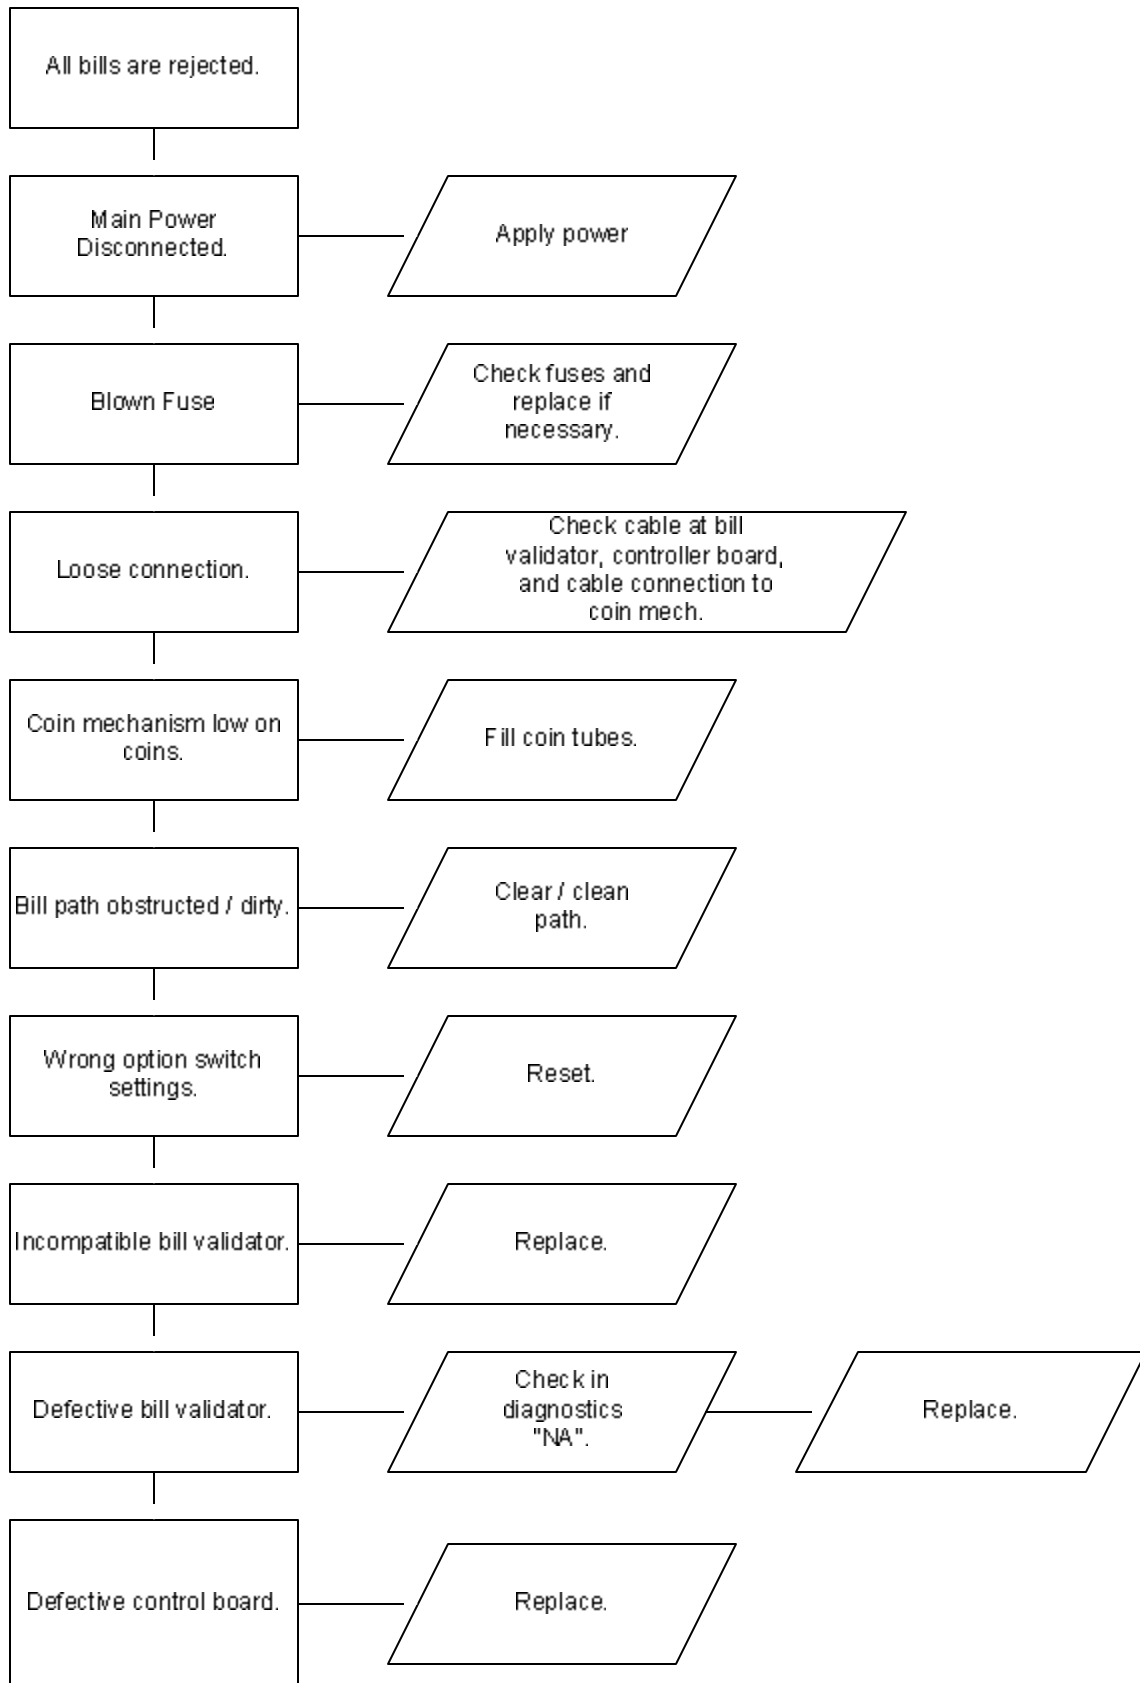 All bills are rejected.
Main Power
Disconnected.
Apply power
Blown Fuse
Check fuses and
replace if
necessary.
Loose connection.
Check cable at bill
validator, controller board,
and cable connection to
coin mech.
Coin mechanism low on
coins.
Fill coin tubes.
Bill path obstructed / dirty.
Clear / clean
path.
Wrong option switch
settings.
Reset.
Incompatible bill validator.
Replace.
Defective bill validator.
Check in
diagnostics
"NA".
Replace.
Defective control board.
Replace.